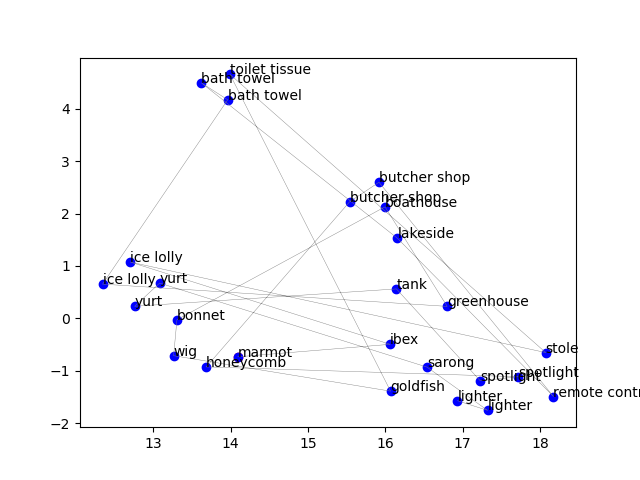 toilet tissue
bath towel
bath towel
butcher shop
butcher shop
boathouse
lakeside
ice lolly
ice lolly
yurt
yurt
tank
greenhouse
bonnet
ibex
wig
marmot
honeycomb
sarong
stole
spotlight
spotlight
goldfish
lighter
lighter
remote contr
4
3
2
1
0
−1
−2
13 14 15 16 17 18